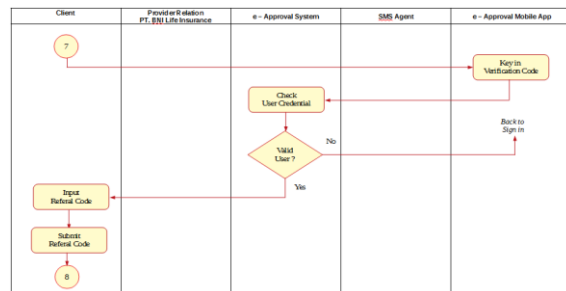 Client
Provider Relation
PT. BNI Life Insurance
e – Approval System
SMS Agent
e – Approval Mobile App
7
Key in
Verification Code
Check
User Credential
Back to
Sign in
No
Valid
User ?
Yes
Input
Referal Code
Submit
Referal Code
8